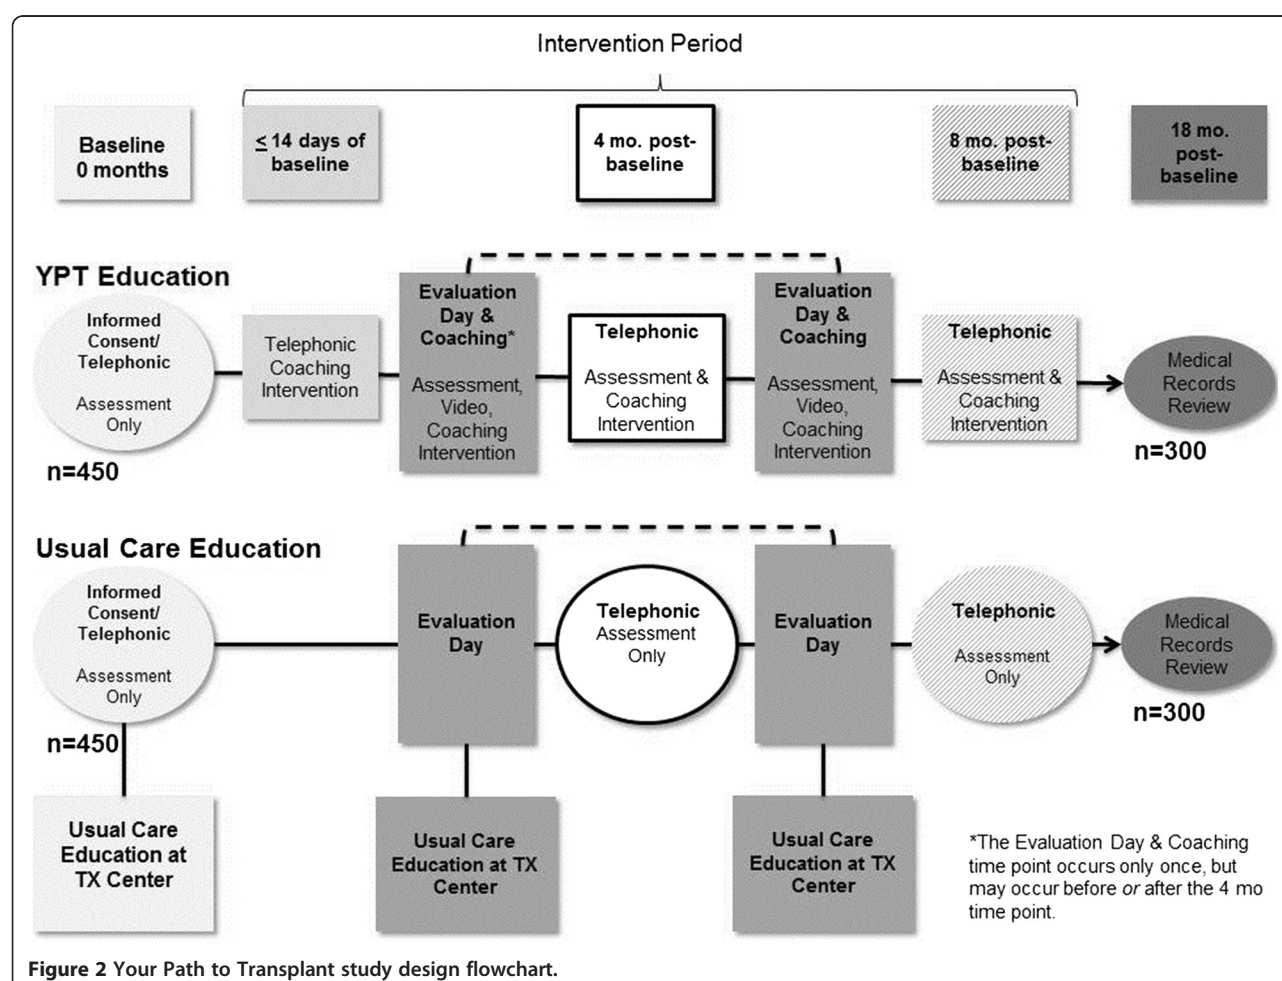 Intervention Period
Baseline
0 months
≤ 14 days of
baseline
4 mo. post-
baseline
8 mo. post-
baseline
18 mo.
post-
baseline
YPT Education
Informed
Consent/
Telephonic
Assessment
Only
n=450
Telephonic
Coaching
Intervention
Evaluation
Day &
Coaching*
Assessment,
Video,
Coaching
Intervention
Telephonic
Assessment &
Coaching
Intervention
Evaluation
Day &
Coaching
Assessment,
Video,
Coaching
Intervention
Telephonic
Assessment &
Coaching
Intervention
Medical
Records
Review
n=300
Usual Care Education
Informed
Consent/
Telephonic
Assessment
Only
n=450
Evaluation
Day
Telephonic
Assessment
Only
Evaluation
Day
Telephonic
Assessment
Only
Medical
Records
Review
n=300
Usual Care
Education at
TX Center
Usual Care
Education at TX
Center
Usual Care
Education at TX
Center
*The Evaluation Day & Coaching
time point occurs only once, but
may occur before or after the 4 mo
time point.
Figure 2 Your Path to Transplant study design flowchart.